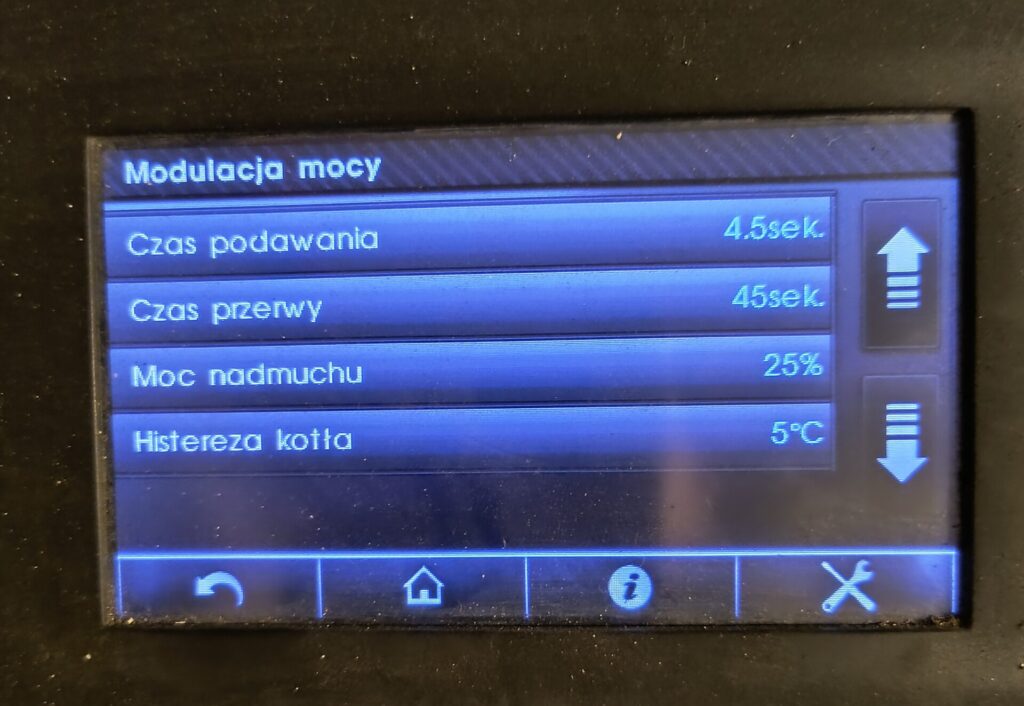 Modulacja mocy
Czas podawania 4.5sek.
Czas przerwy 45sek.
Moc nadmuchu 25%
Histereza kotła 5°C